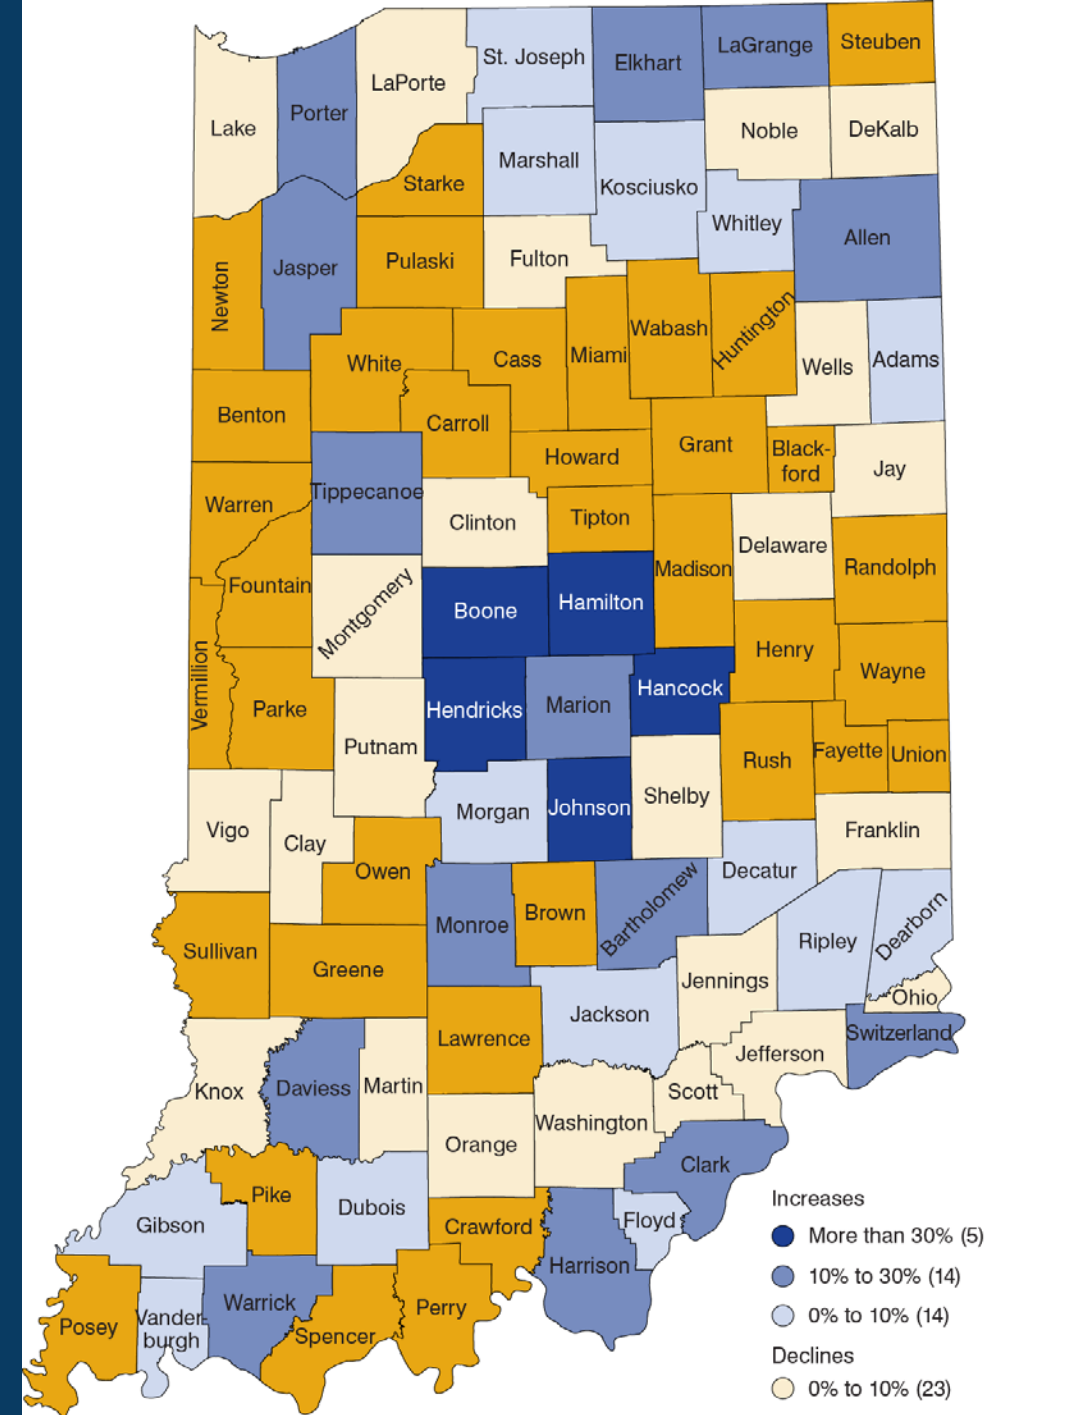 St. Joseph
Elkhart
LaGrange
Steuben
LaPorte
Porter
Lake
Noble
DeKalb
Marshall
Starke
Kosciusko
Whitley
Allen
Newton
Jasper
Pulaski
Fulton
Wabash
Huntington
Miami
White
Cass
Wells
Adams
Benton
Carroll
Grant
Howard
Black-
ford
Jay
Warren
Tippecanoe
Clinton
Tipton
Delaware
Madison
Randolph
Fountain
Montgomery
Boone
Hamilton
Henry
Wayne
Vermillion
Parke
Hendricks
Marion
Hancock
Putnam
Rush
Fayette
Union
Vigo
Clay
Morgan
Johnson
Shelby
Franklin
Owen
Decatur
Monroe
Brown
Bartholomew
Ripley
Dearborn
Sullivan
Greene
Jennings
Ohio
Jackson
Lawrence
Jefferson
Switzerland
Knox
Daviess
Martin
Scott
Washington
Orange
Clark
Pike
Dubois
Gibson
Crawford
Floyd
Harrison
Warrick
Perry
Posey
Vander-
burgh
Spencer
Increases
More than 30% (5)
10% to 30% (14)
0% to 10% (14)
Declines
0% to 10% (23)